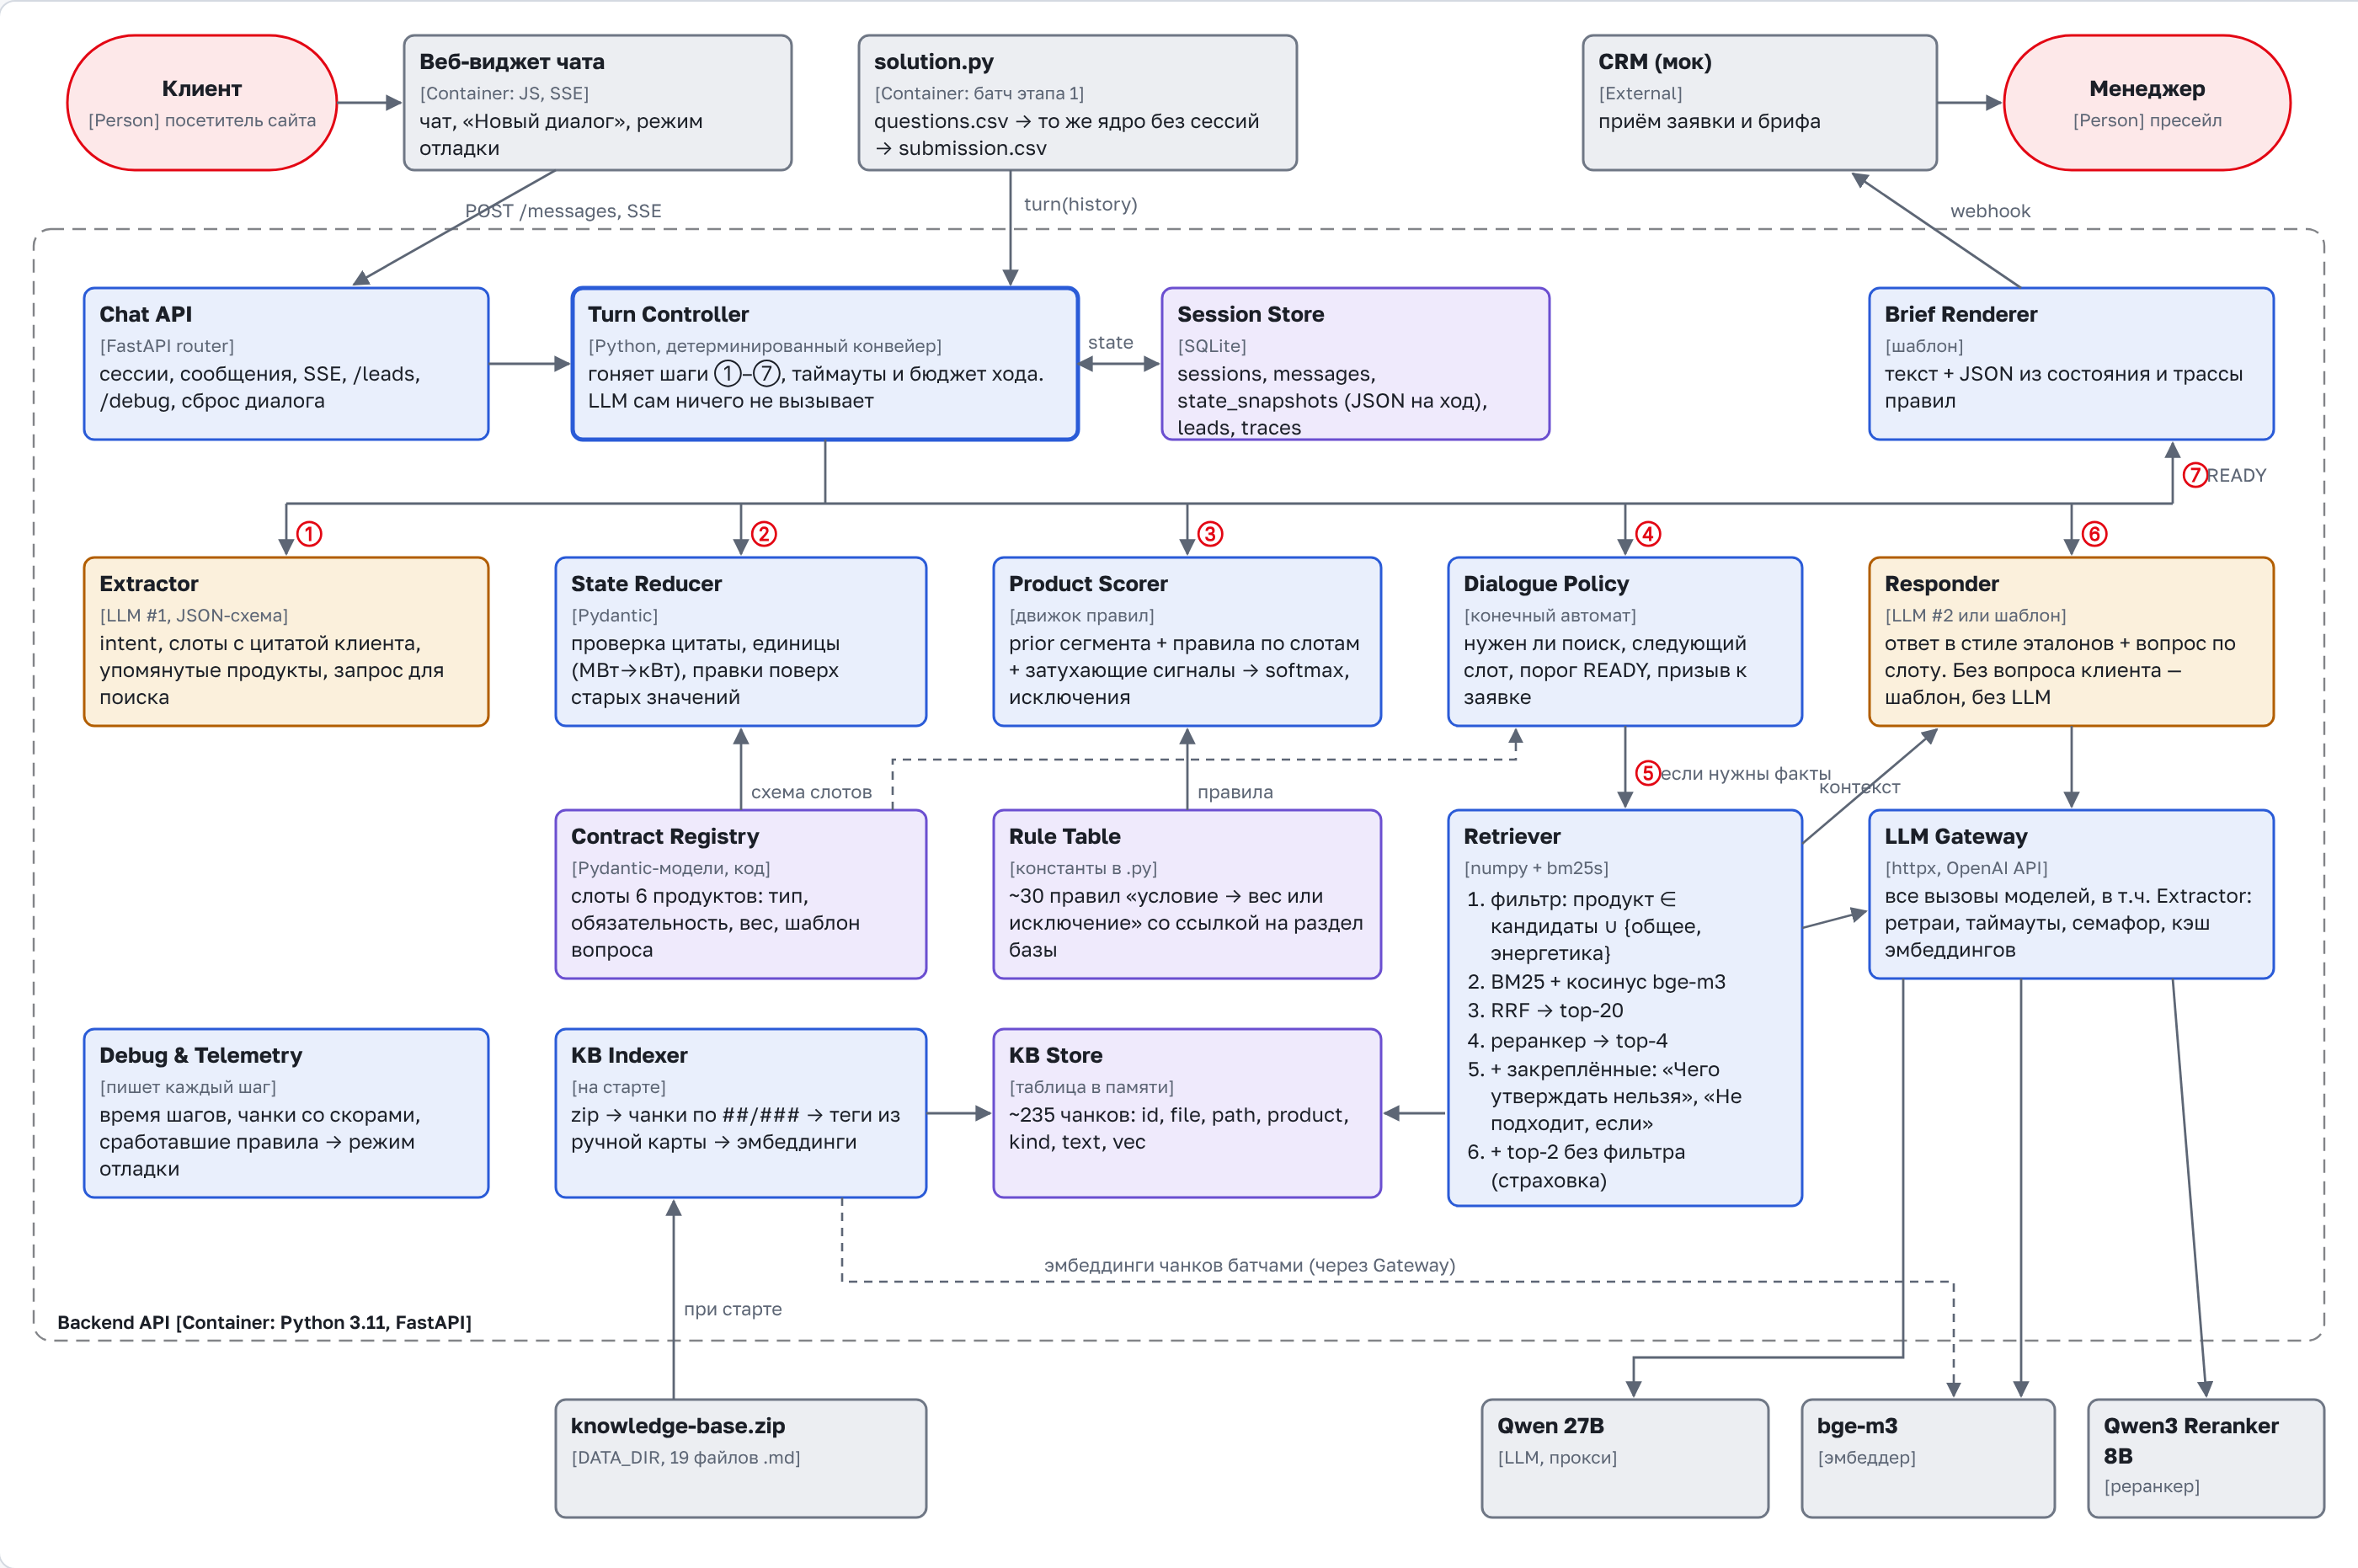 Клиент
[Person] посетитель сайта
Веб-виджет чата
[Container: JS, SSE]
чат, «Новый диалог», режим
отладки
solution.py
[Container: батч этапа 1]
questions.csv → то же ядро без сессий
→ submission.csv
CRM (мок)
[External]
приём заявки и брифа
Менеджер
[Person] пресейл
POST /messages, SSE
turn(history)
webhook
Chat API
[FastAPI router]
сессии, сообщения, SSE, /leads,
/debug, сброс диалога
Turn Controller
[Python, детерминированный конвейер]
гоняет шаги ①–⑦, таймауты и бюджет хода.
LLM сам ничего не вызывает
state
Session Store
[SQLite]
sessions, messages,
state_snapshots (JSON на ход),
leads, traces
Brief Renderer
[шаблон]
текст + JSON из состояния и трассы
правил
⑦ READY
①
②
③
④
⑥
Extractor
[LLM #1, JSON-схема]
intent, слоты с цитатой клиента,
упомянутые продукты, запрос для
поиска
State Reducer
[Pydantic]
проверка цитаты, единицы
(МВт→кВт), правки поверх
старых значений
Product Scorer
[движок правил]
prior сегмента + правила по слотам
+ затухающие сигналы → softmax,
исключения
Dialogue Policy
[конечный автомат]
нужен ли поиск, следующий
слот, порог READY, призыв к
заявке
Responder
[LLM #2 или шаблон]
ответ в стиле эталонов + вопрос по
слоту. Без вопроса клиента —
шаблон, без LLM
схема слотов
правила
⑤ если нужны факты
контекст
Contract Registry
[Pydantic-модели, код]
слоты 6 продуктов: тип,
обязательность, вес, шаблон
вопроса
Rule Table
[константы в .py]
~30 правил «условие → вес или
исключение» со ссылкой на раздел
базы
Retriever
[numpy + bm25s]
1. фильтр: продукт ∈
кандидаты ∪ {общее,
энергетика}
2. BM25 + косинус bge-m3
3. RRF → top-20
4. реранкер → top-4
5. + закреплённые: «Чего
утверждать нельзя», «Не
подходит, если»
6. + top-2 без фильтра
(страховка)
LLM Gateway
[httpx, OpenAI API]
все вызовы моделей, в т.ч. Extractor:
ретраи, таймауты, семафор, кэш
эмбеддингов
Debug & Telemetry
[пишет каждый шаг]
время шагов, чанки со скорами,
сработавшие правила → режим
отладки
KB Indexer
[на старте]
zip → чанки по ##/### → теги из
ручной карты → эмбеддинги
KB Store
[таблица в памяти]
~235 чанков: id, file, path, product,
kind, text, vec
эмбеддинги чанков батчами (через Gateway)
при старте
Backend API [Container: Python 3.11, FastAPI]
knowledge-base.zip
[DATA_DIR, 19 файлов .md]
Qwen 27B
[LLM, прокси]
bge-m3
[эмбеддер]
Qwen3 Reranker
8B
[реранкер]